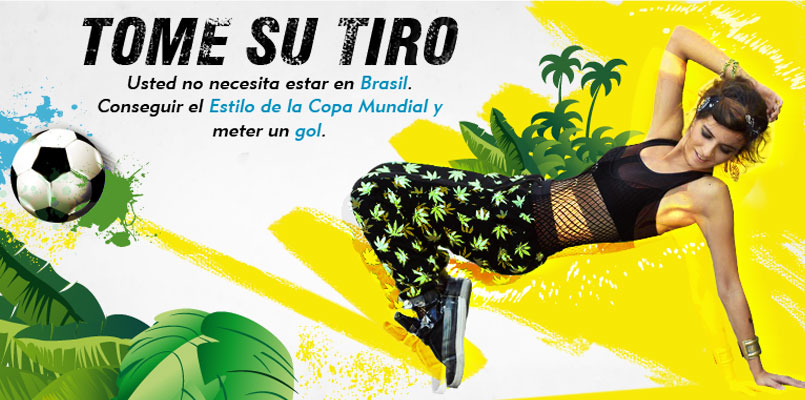 TOME SU TIRO
Usted no necesita estar en Brasil.
Conseguir el Estilo de la Copa Mundial y
meter un gol.